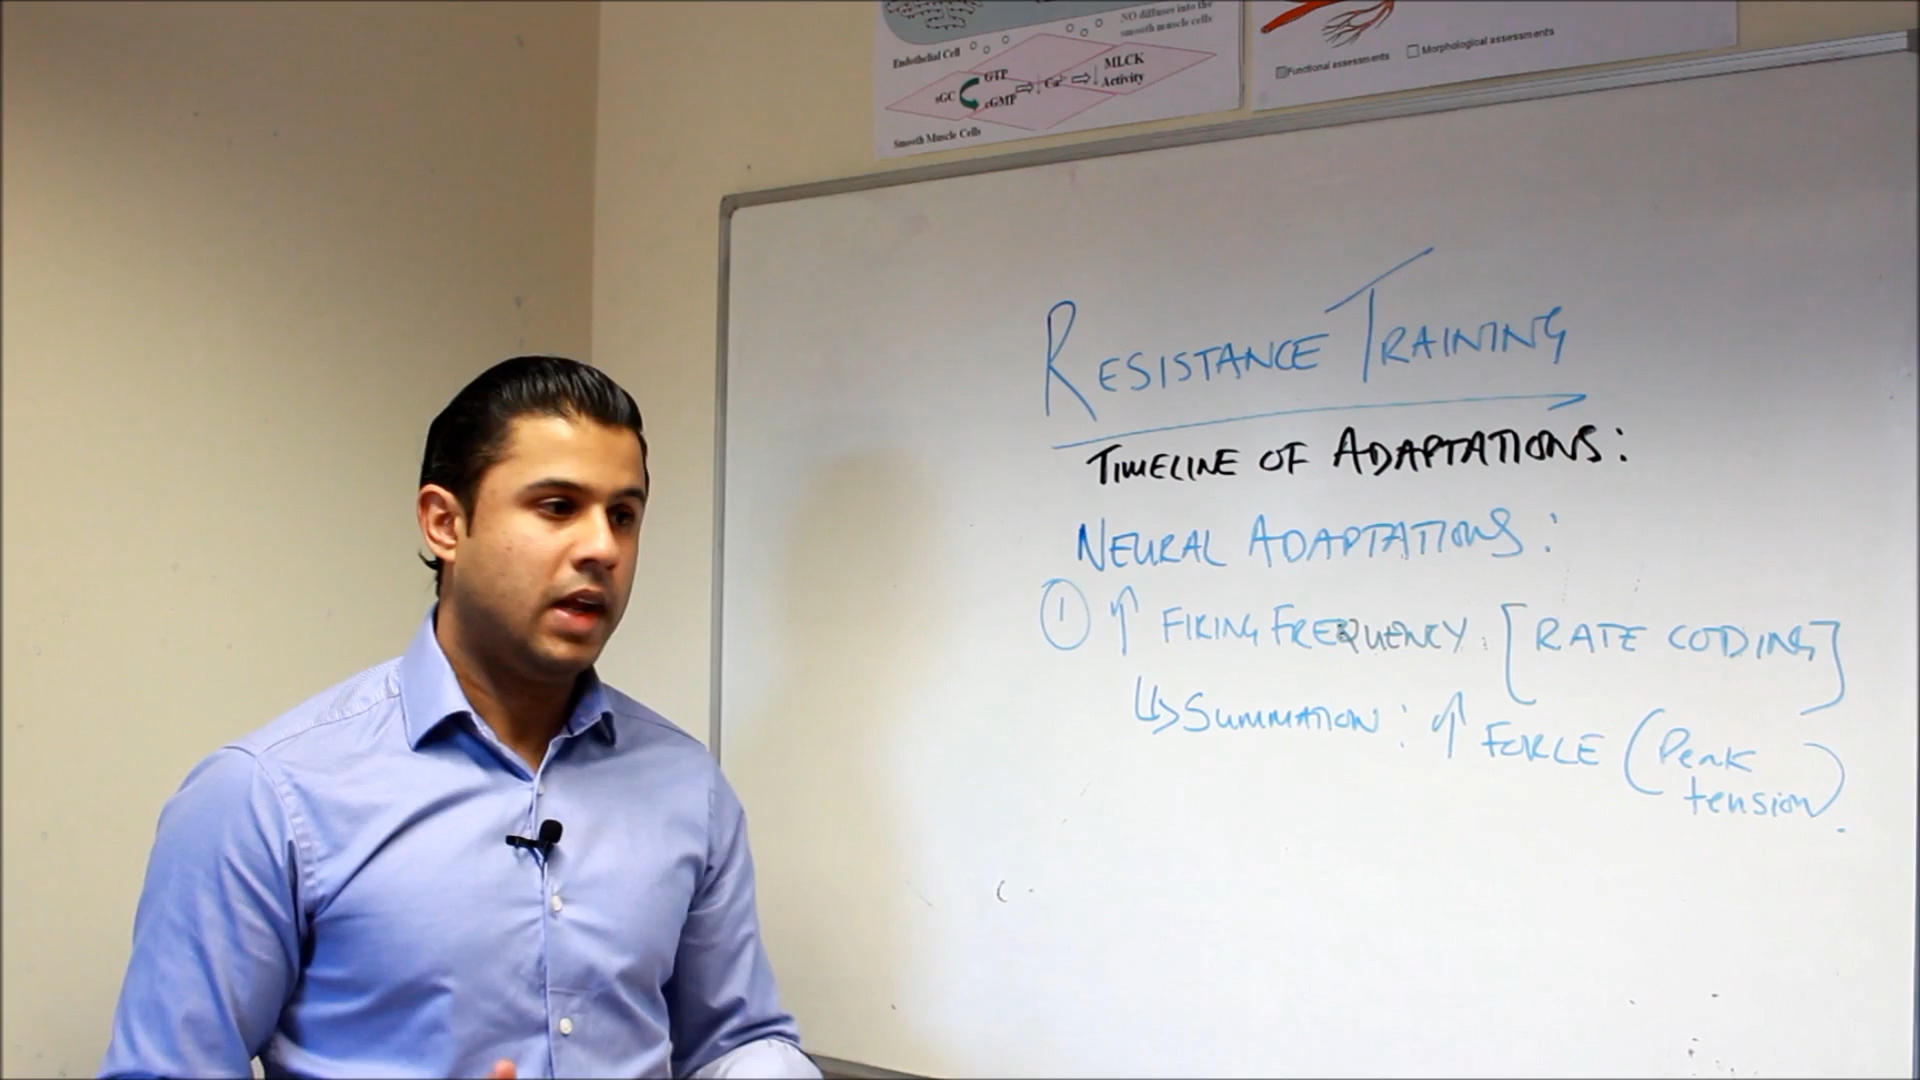 NO diffuses into the
smooth muscle cells
Endothelial Cell
GTP
sGC
cGMP
Ca²⁺
MLCK
Activity
Smooth Muscle Cells
Functional assessments
Morphological assessments
RESISTANCE TRAINING
TIMELINE OF ADAPTATIONS:
NEURAL ADAPTATIONS:
① ↑ FIRING FREQUENCY. [RATE CODING]
↳ SUMMATION: ↑ FORCE (Peak
tension).